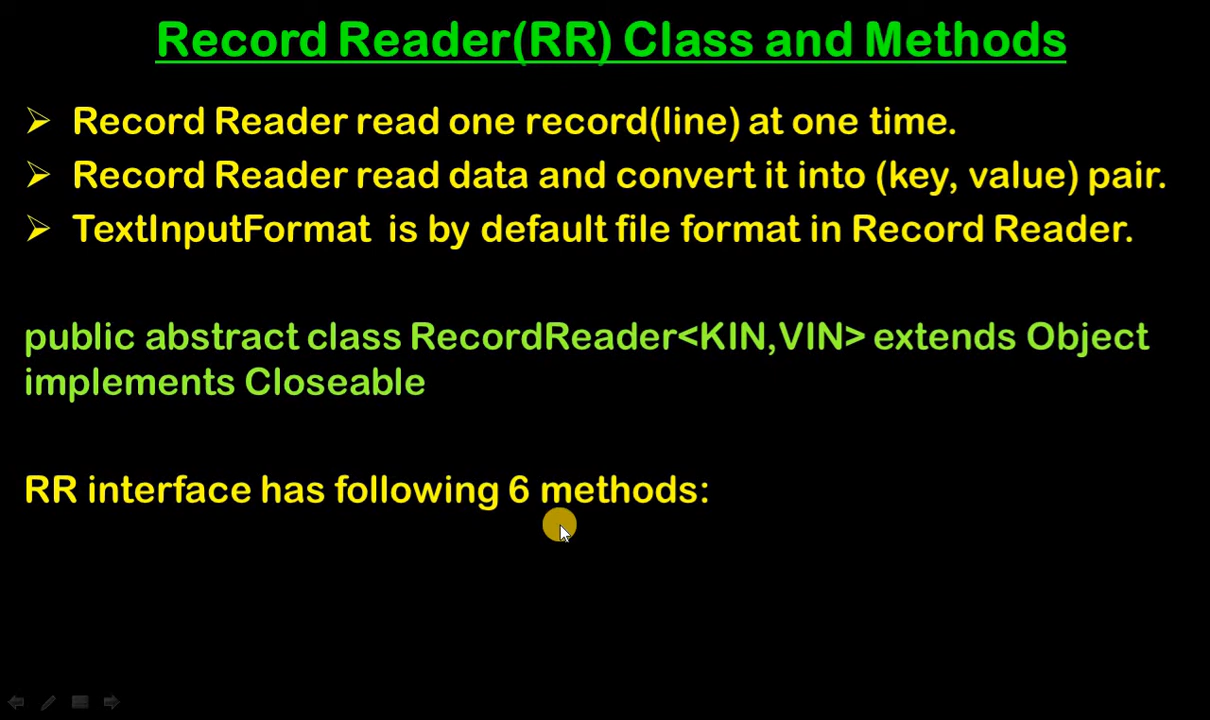 Record Reader(RR) Class and Methods
Record Reader read one record(line) at one time.
Record Reader read data and convert it into (key, value) pair.
TextInputFormat is by default file format in Record Reader.
public abstract class RecordReader<KIN,VIN> extends Object
implements Closeable
RR interface has following 6 methods: